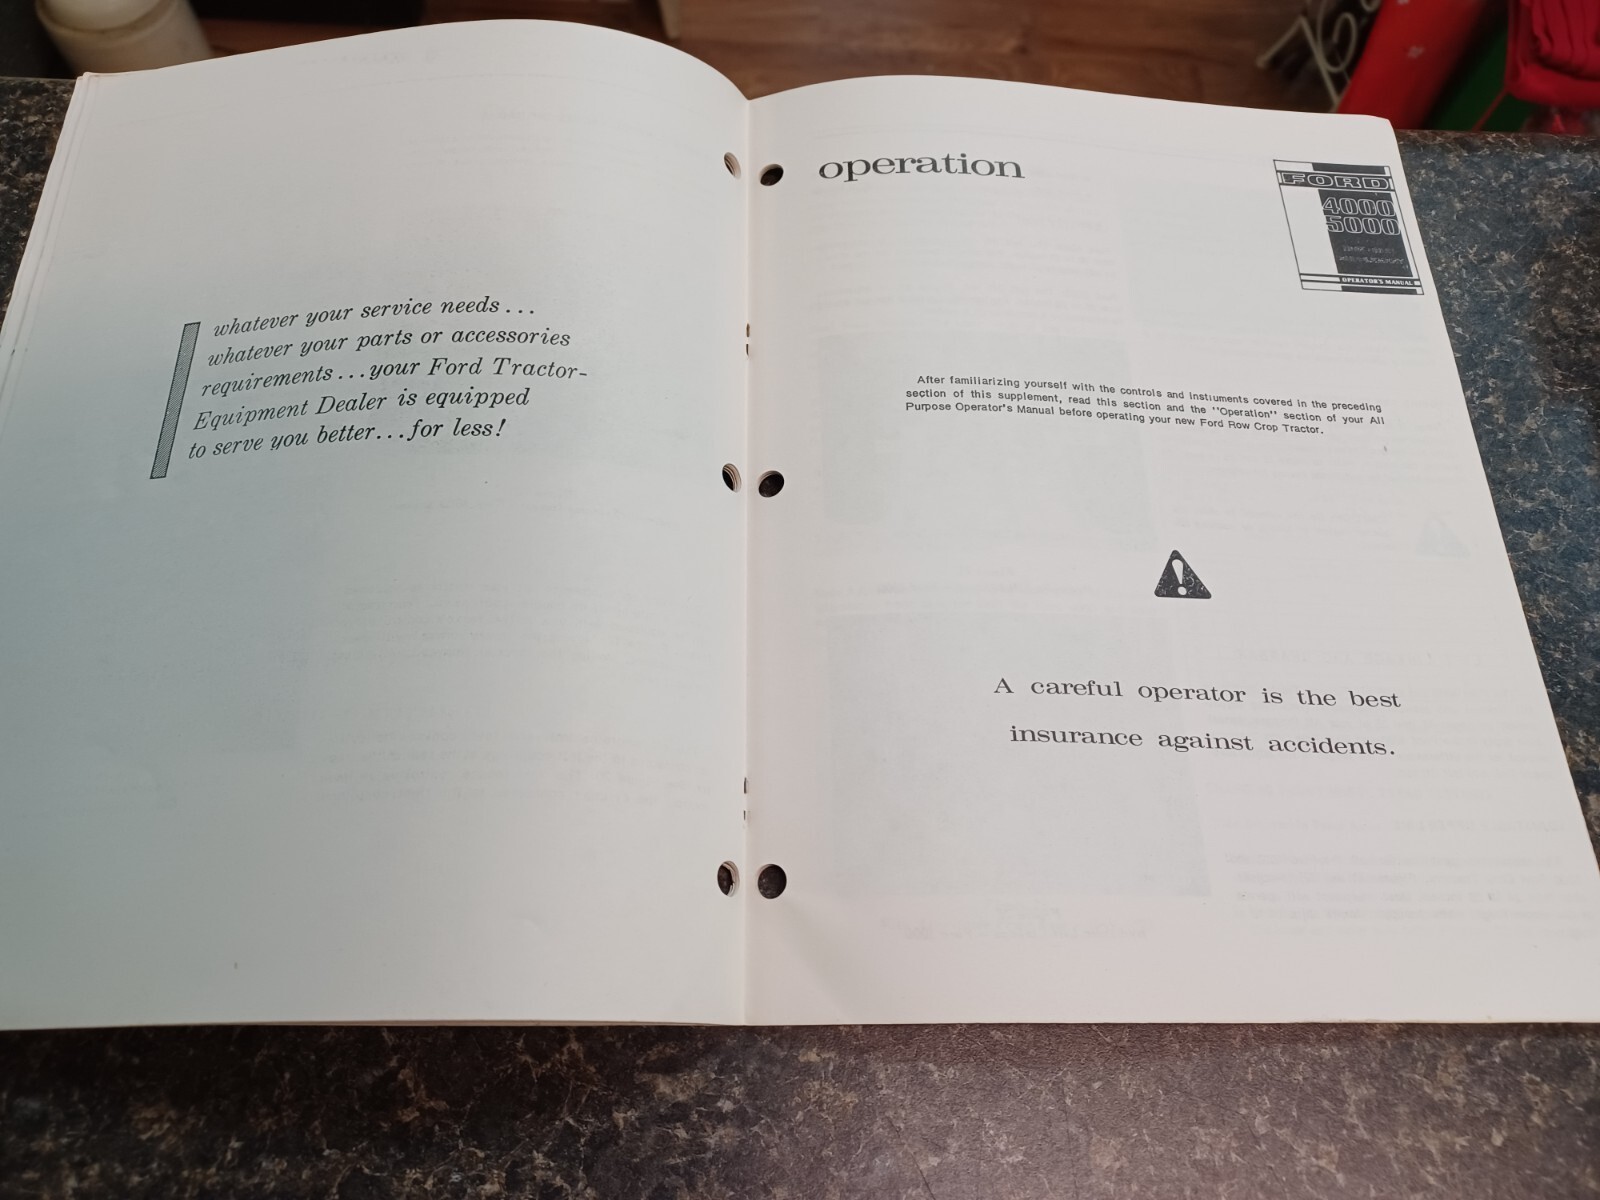 whatever your service needs...
whatever your parts or accessories
requirements...your Ford Tractor-
Equipment Dealer is equipped
to serve you better...for less!
operation
FORD
4000
5000
OPERATOR'S MANUAL
After familiarizing yourself with the controls and instruments covered in the preceding
section of this supplement, read this section and the "Operation" section of your All
Purpose Operator's Manual before operating your new Ford Row Crop Tractor.
A careful operator is the best
insurance against accidents.